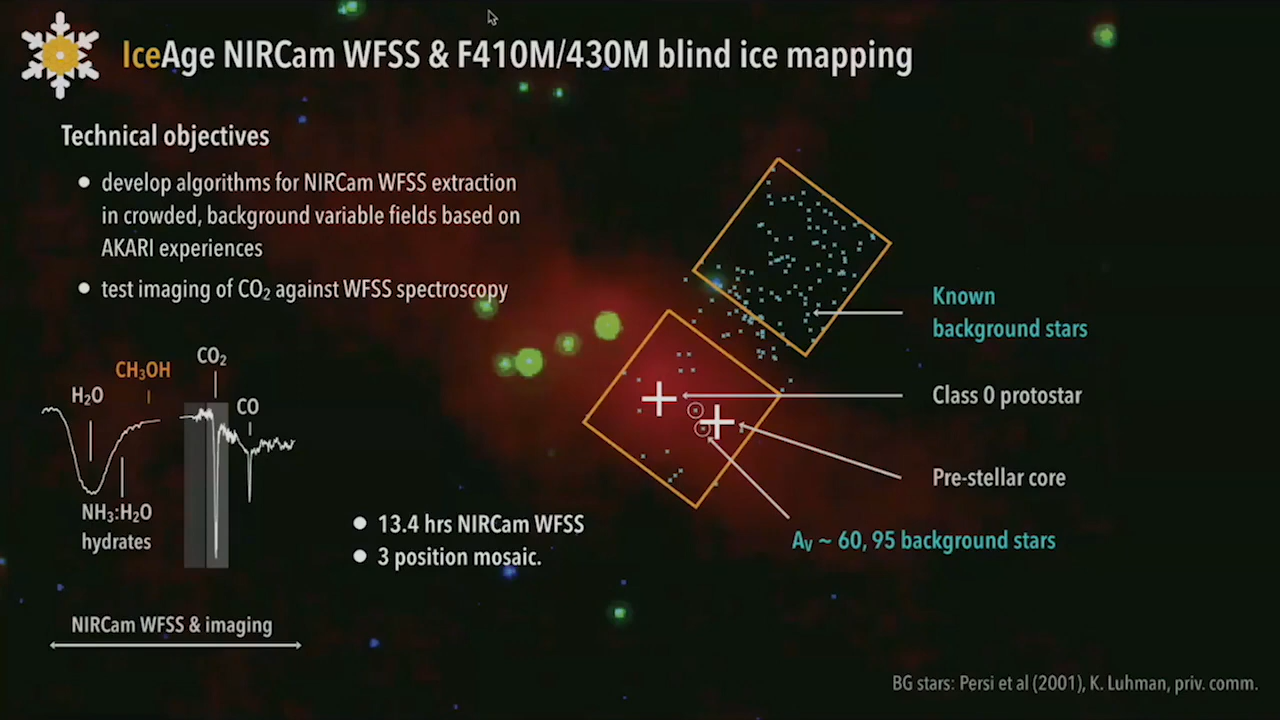 IceAge NIRCam WFSS & F410M/430M blind ice mapping
Technical objectives
● develop algorithms for NIRCam WFSS extraction
in crowded, background variable fields based on
AKARI experiences
● test imaging of CO₂ against WFSS spectroscopy
CO₂
CH₃OH
H₂O
CO
NH₃:H₂O
hydrates
NIRCam WFSS & imaging
● 13.4 hrs NIRCam WFSS
● 3 position mosaic.
Known
background stars
Class 0 protostar
Pre-stellar core
Aᵥ ~ 60, 95 background stars
BG stars: Persi et al (2001), K. Luhman, priv. comm.